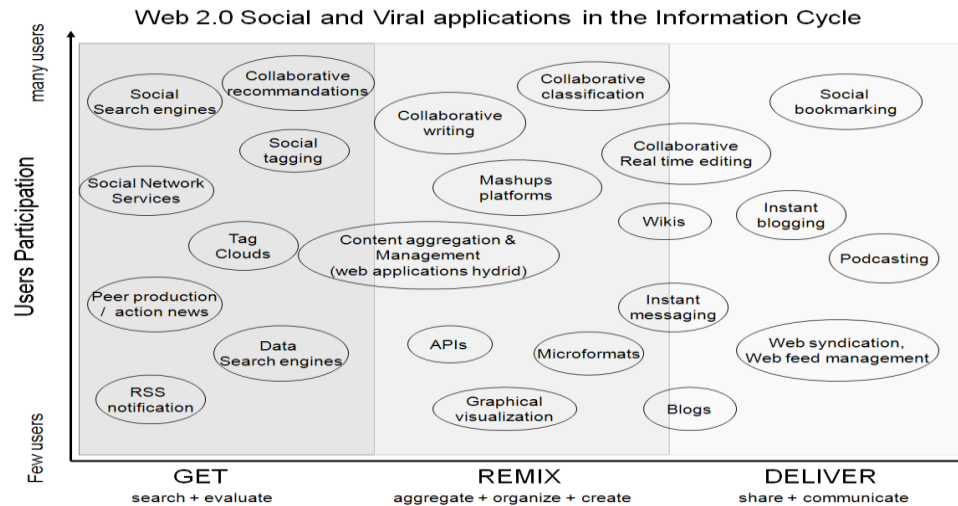 Web 2.0 Social and Viral applications in the Information Cycle
many users
Users Participation
Few users
Social
Search engines
Collaborative
recommandations
Social
tagging
Social Network
Services
Tag
Clouds
Peer production
/ action news
Data
Search engines
RSS
notification
Collaborative
writing
Collaborative
classification
Mashups
platforms
Content aggregation &
Management
(web applications hydrid)
APIs
Microformats
Graphical
visualization
Collaborative
Real time editing
Wikis
Instant
messaging
Blogs
Social
bookmarking
Instant
blogging
Podcasting
Web syndication,
Web feed management
GET
search + evaluate
REMIX
aggregate + organize + create
DELIVER
share + communicate